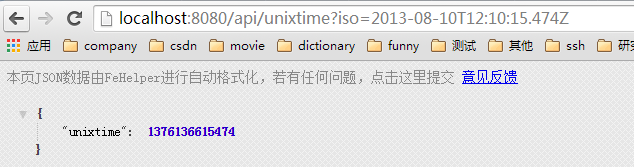 localhost:8080/api/unixtime?iso=2013-08-10T12:10:15.474Z
应用 company csdn movie dictionary funny 测试 其他 ssh 研
本页JSON数据由FeHelper进行自动格式化，若有任何问题，点击这里提交 意见反馈
{
"unixtime": 1376136615474
}